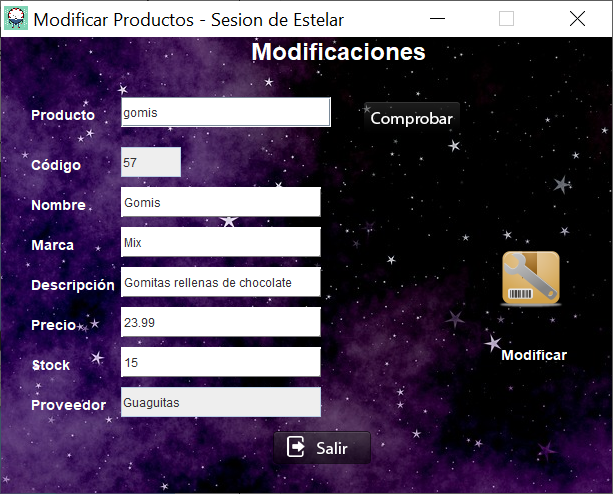 Modificar Productos - Sesion de Estelar
Modificaciones
Producto gomis Comprobar
Código 57
Nombre Gomis
Marca Mix
Descripción Gomitas rellenas de chocolate
Precio 23.99
Stock 15
Modificar
Proveedor Guaguitas
Salir